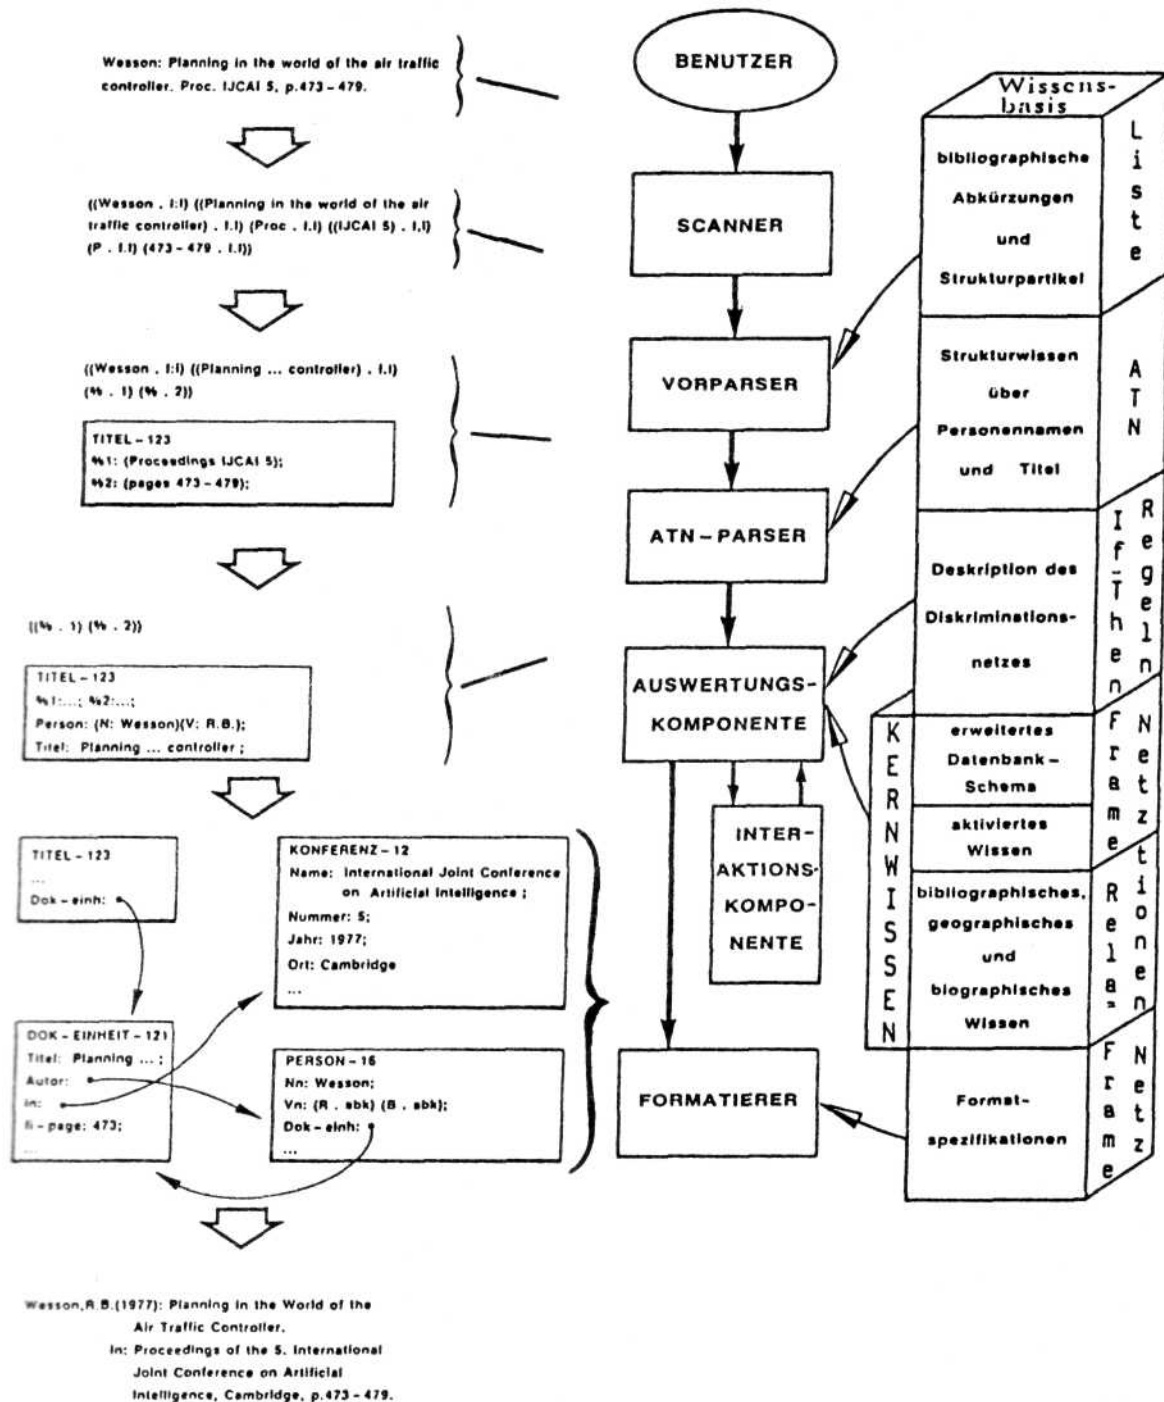 Wesson: Planning in the world of the air traffic
controller. Proc. IJCAI 5, p.473-479.
((Wesson . I:I) ((Planning in the world of the air
traffic controller) . I.I) (Proc . I.I) ((IJCAI 5) . I,I)
(P . I.I) (473-479 . I.I))
((Wesson . I:I) ((Planning ... controller) . I.I)
(% . 1) (% . 2))
TITEL-123
%1: (Proceedings IJCAI 5);
%2: (pages 473-479);
((% . 1) (% . 2))
TITEL-123
%1:...; %2:...;
Person: (N: Wesson)(V: R.B.);
Titel: Planning ... controller ;
TITEL-123
...
Dok-einh:
KONFERENZ-12
Name: International Joint Conference
on Artificial Intelligence ;
Nummer: 5;
Jahr: 1977;
Ort: Cambridge
...
DOK-EINHEIT-121
Titel: Planning ... ;
Autor:
In:
-page: 473;
...
PERSON-16
Nn: Wesson;
Vn: (R . abk) (B . abk);
Dok-einh:
...
Wesson,R.B.(1977): Planning in the World of the
Air Traffic Controller.
In: Proceedings of the 5. International
Joint Conference on Artificial
Intelligence, Cambridge, p.473-479.
BENUTZER
SCANNER
VORPARSER
ATN-PARSER
AUSWERTUNGS-
KOMPONENTE
INTER-
AKTIONS-
KOMPO-
NENTE
FORMATIERER
Wissens-
basis
bibliographische
Abkürzungen
und
Strukturpartikel
Liste
Strukturwissen
über
Personennamen
und Titel
ATN
Deskription des
Diskriminations-
netzes
If-Then
Regeln
KERNWISSEN
erweitertes
Datenbank-
Schema
aktiviertes
Wissen
Frame
Netz
bibliographisches,
geographisches
und
biographisches
Wissen
Rela=
tionen
Format-
spezifikationen
Frame
Netz